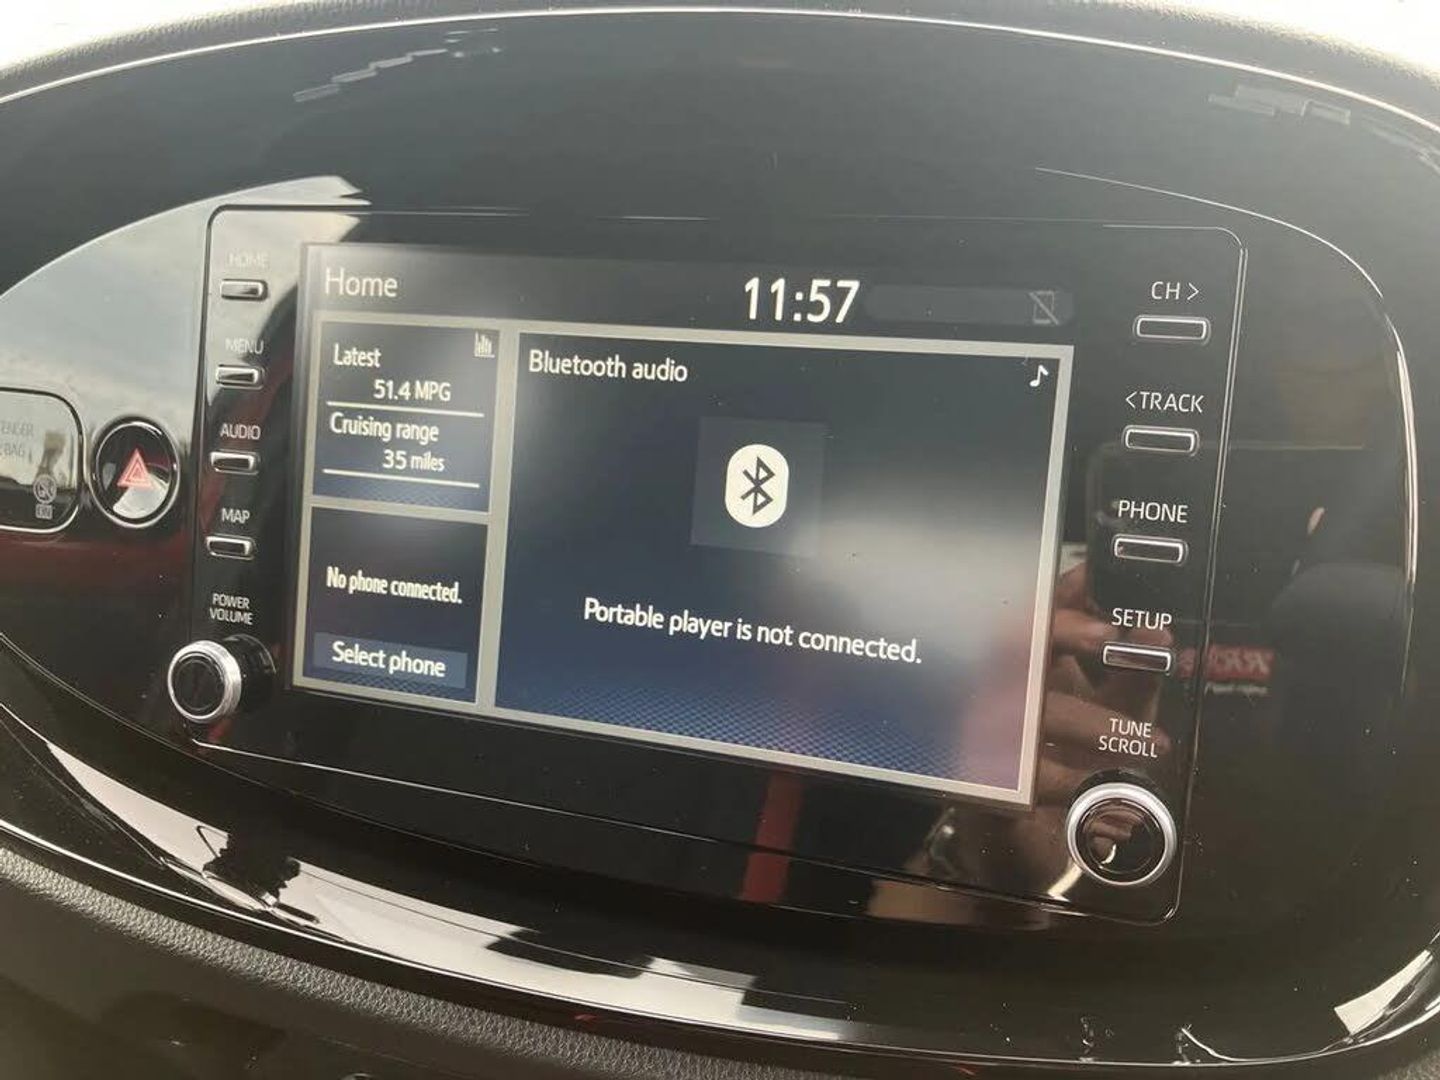 HOME
MENU
AUDIO
MAP
POWER
VOLUME
Home
11:57
Latest
51.4 MPG
Cruising range
35 miles
No phone connected.
Select phone
Bluetooth audio
Portable player is not connected.
CH >
< TRACK
PHONE
SETUP
TUNE
SCROLL